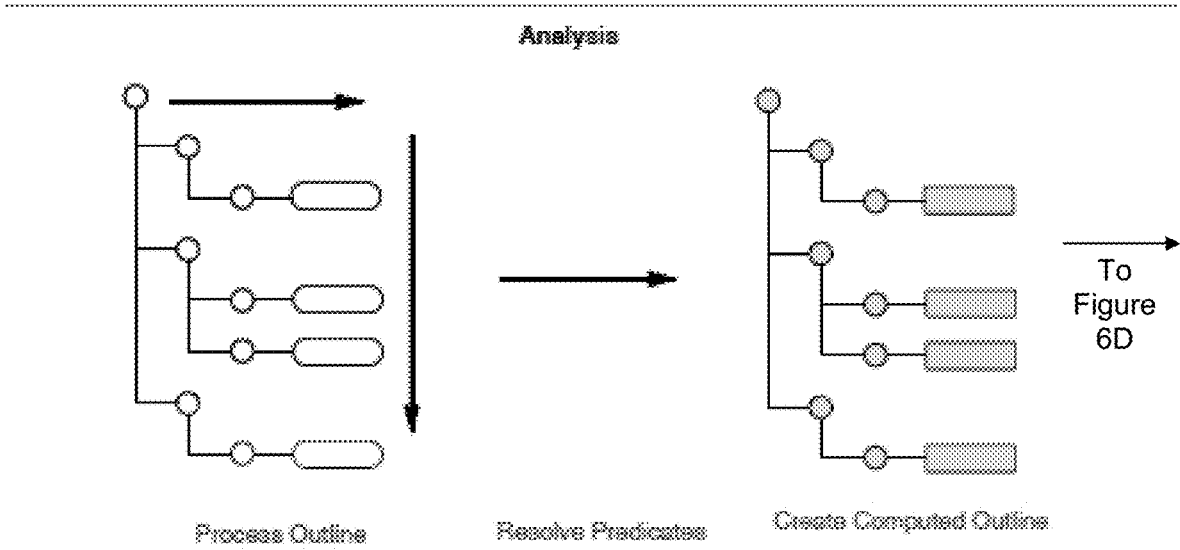 Analysis
To
Figure
6D
Process Outline
Resolve Predicates
Create Computed Outline